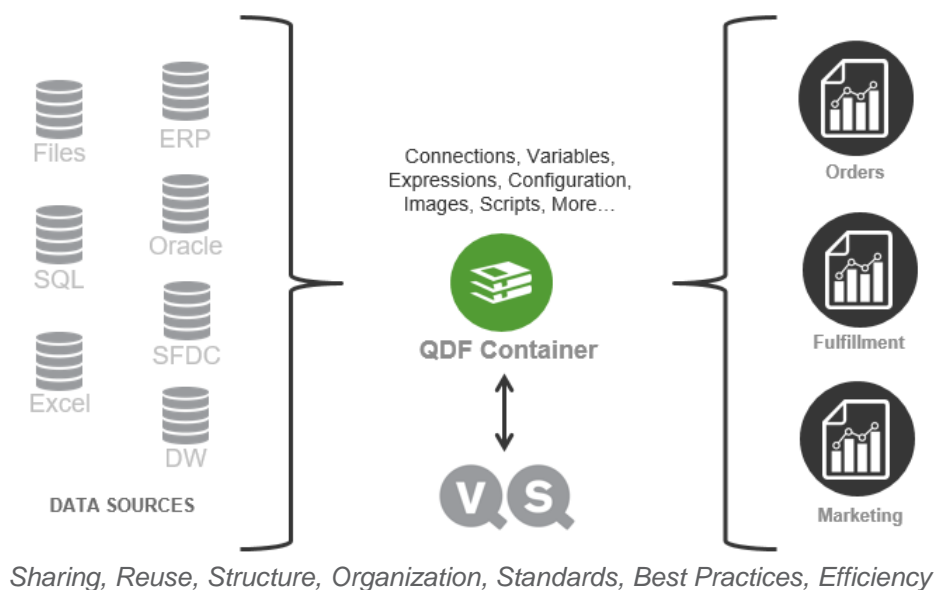 Files
ERP
SQL
Oracle
Excel
SFDC
DW
DATA SOURCES
Connections, Variables,
Expressions, Configuration,
Images, Scripts, More...
QDF Container
V S
Orders
Fulfillment
Marketing
Sharing, Reuse, Structure, Organization, Standards, Best Practices, Efficiency